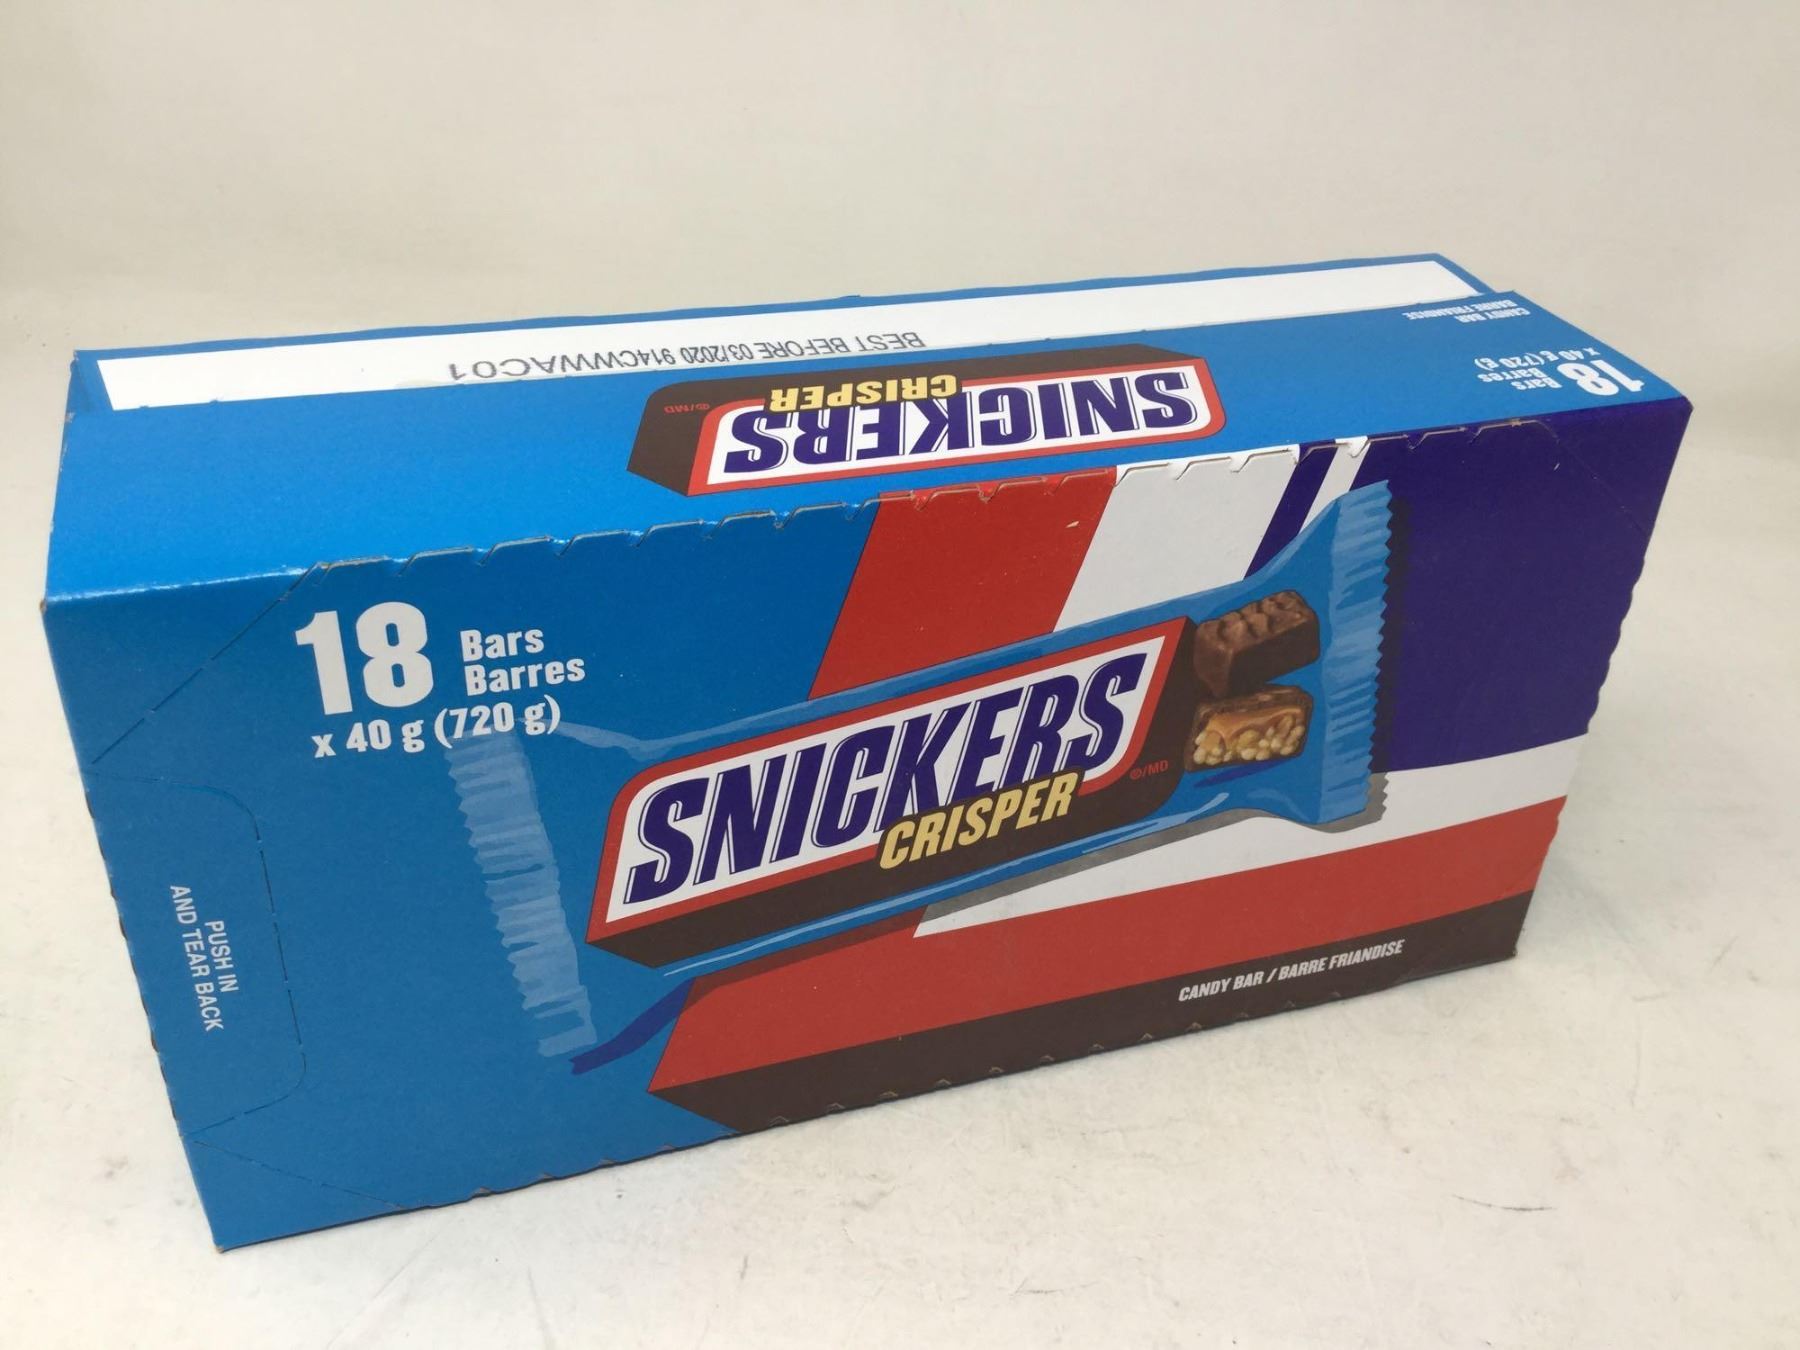 BEST BEFORE 03/2020 914CWWAC01
SNICKERS
CRISPER
®/MD
18 Bars
Barres
x 40 g (720 g)
CANDY BAR
BARRE FRIANDISE
18 Bars
Barres
x 40 g (720 g)
SNICKERS
CRISPER
®/MD
PUSH IN
AND TEAR BACK
CANDY BAR / BARRE FRIANDISE